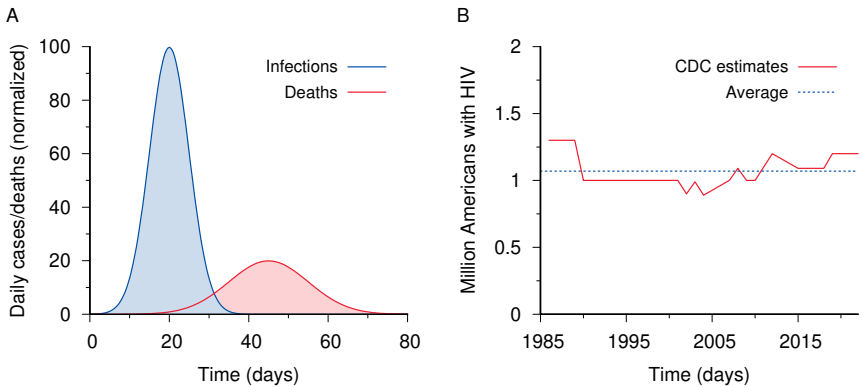 A
Daily cases/deaths (normalized)
100
80
60
40
20
0
Infections
Deaths
0 20 40 60 80
Time (days)
B
Million Americans with HIV
2
1.5
1
0.5
0
CDC estimates
Average
1985 1995 2005 2015
Time (days)